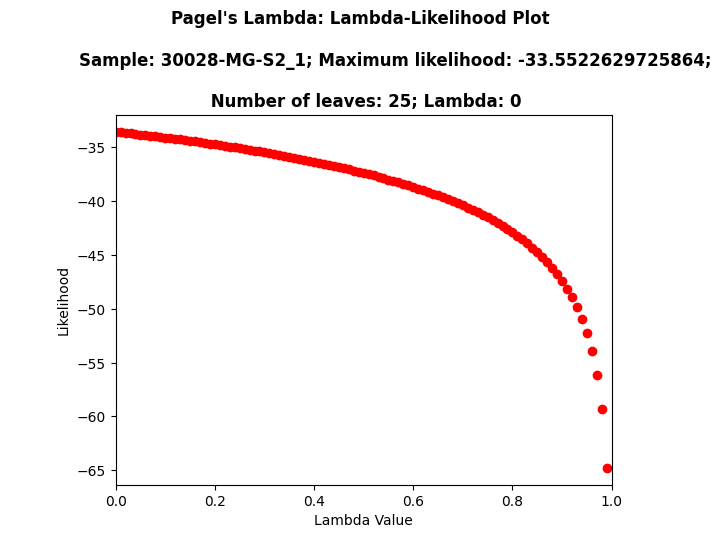 Pagel's Lambda: Lambda-Likelihood Plot
Sample: 30028-MG-S2_1; Maximum likelihood: -33.5522629725864;
Number of leaves: 25; Lambda: 0
−35
−40
−45
−50
−55
−60
−65
Likelihood
0.0 0.2 0.4 0.6 0.8 1.0
Lambda Value